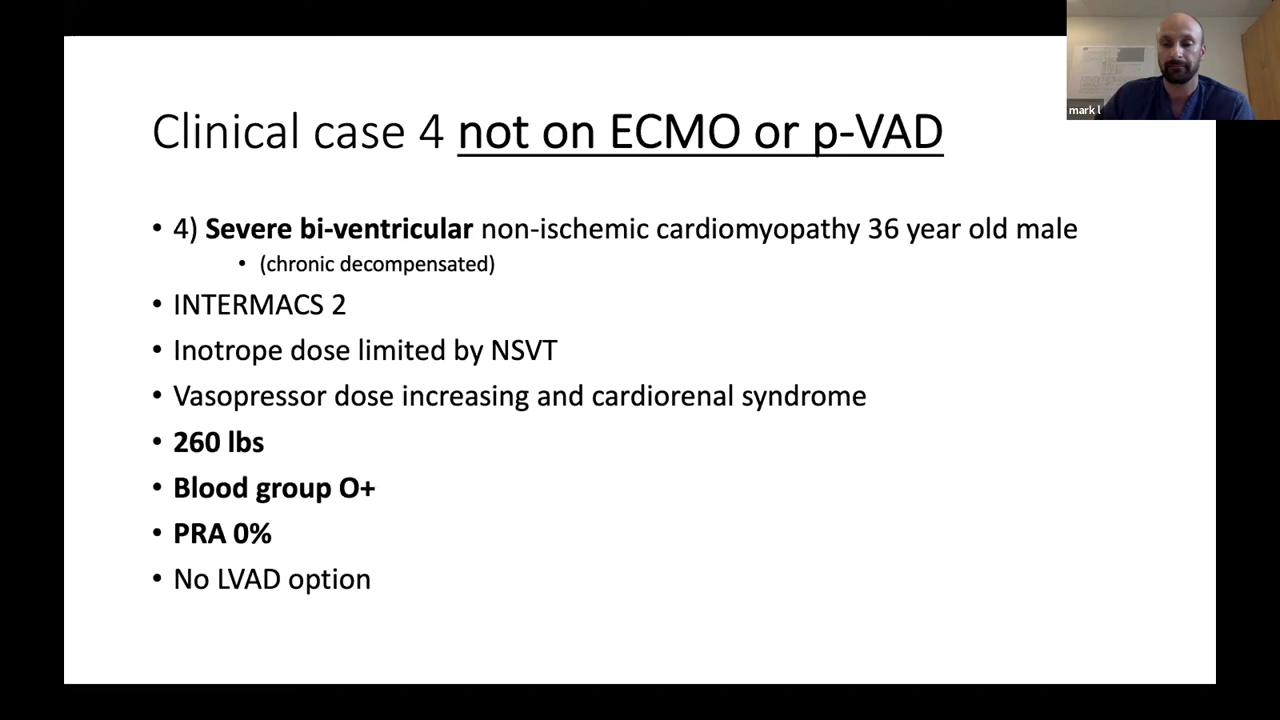 mark l
Clinical case 4 not on ECMO or p-VAD
• 4) Severe bi-ventricular non-ischemic cardiomyopathy 36 year old male
• (chronic decompensated)
• INTERMACS 2
• Inotrope dose limited by NSVT
• Vasopressor dose increasing and cardiorenal syndrome
• 260 lbs
• Blood group O+
• PRA 0%
• No LVAD option